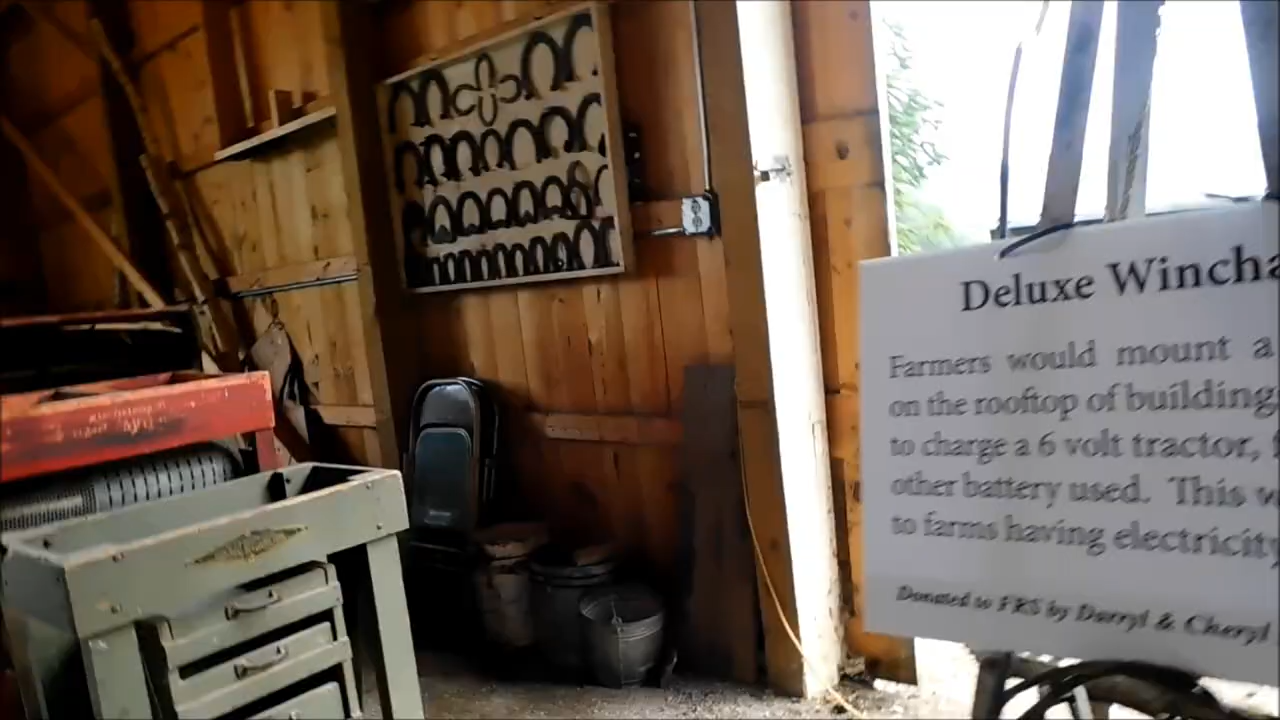 Deluxe Wincha
Farmers would mount a
on the rooftop of building
to charge a 6 volt tractor,
other battery used. This w
to farms having electricity
Donated to FRS by Darryl & Cheryl